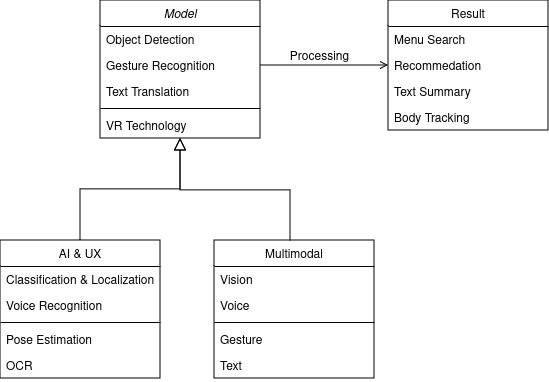 Model
Object Detection
Gesture Recognition
Text Translation
VR Technology
Processing
Result
Menu Search
Recommedation
Text Summary
Body Tracking
AI & UX
Classification & Localization
Voice Recognition
Pose Estimation
OCR
Multimodal
Vision
Voice
Gesture
Text